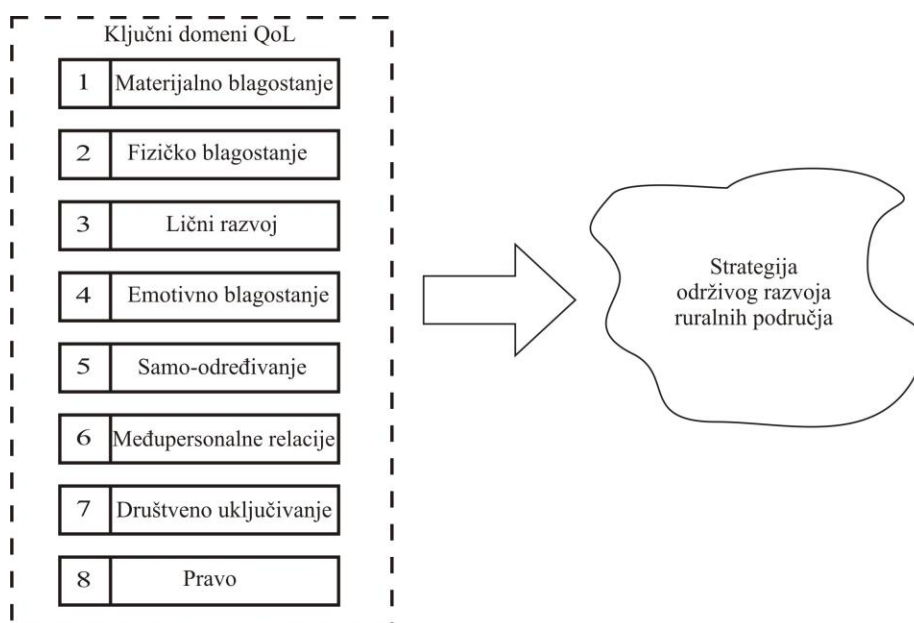 Ključni domeni QoL
1 Materijalno blagostanje
2 Fizičko blagostanje
3 Lični razvoj
4 Emotivno blagostanje
5 Samo-određivanje
6 Međupersonalne relacije
7 Društveno uključivanje
8 Pravo
Strategija
održivog razvoja
ruralnih područja